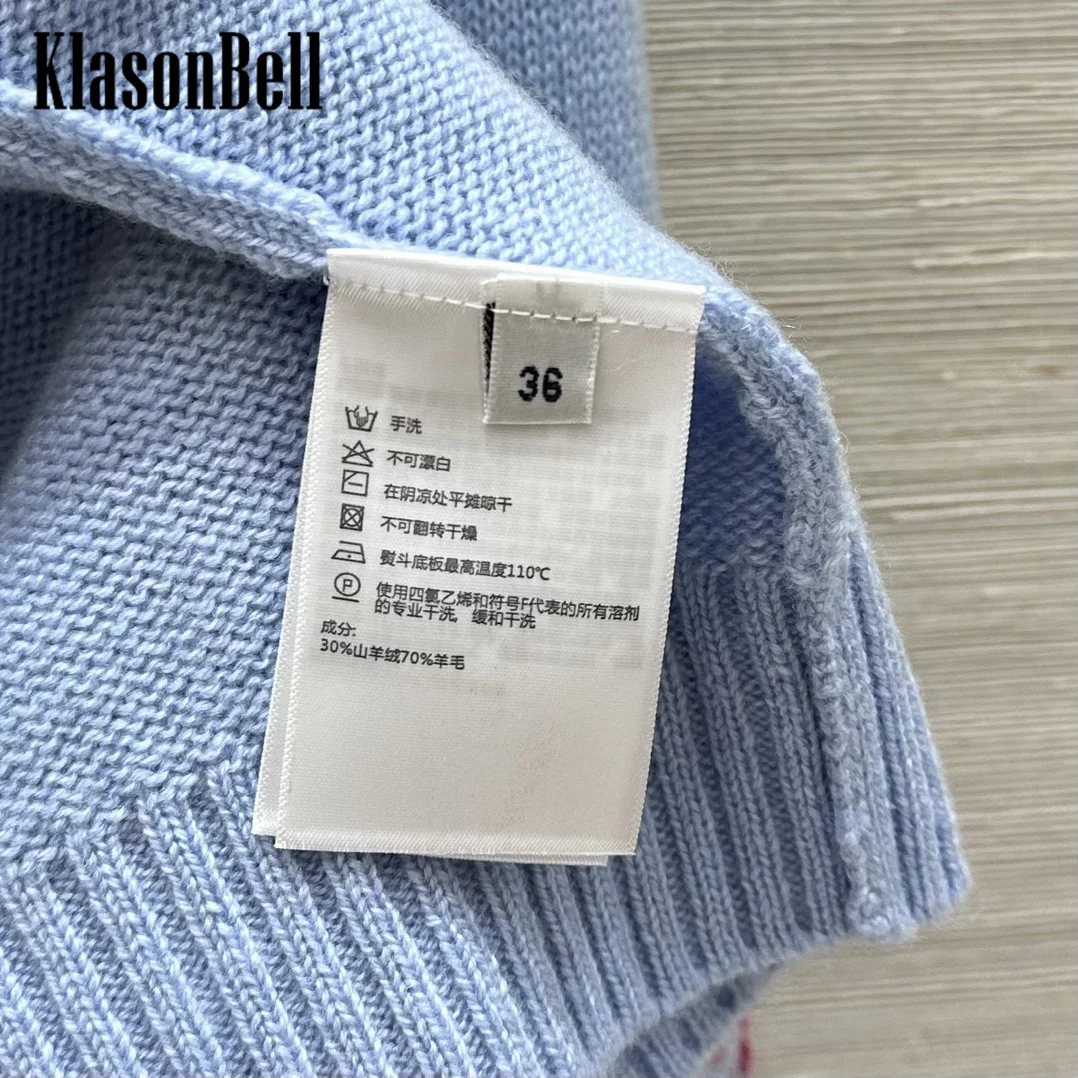 KlasonBell
36
手洗
不可漂白
在阴凉处平摊晾干
不可翻转干燥
熨斗底板最高温度110℃
P
使用四氯乙烯和符号F代表的所有溶剂
的专业干洗, 缓和干洗
成分:
30%山羊绒70%羊毛